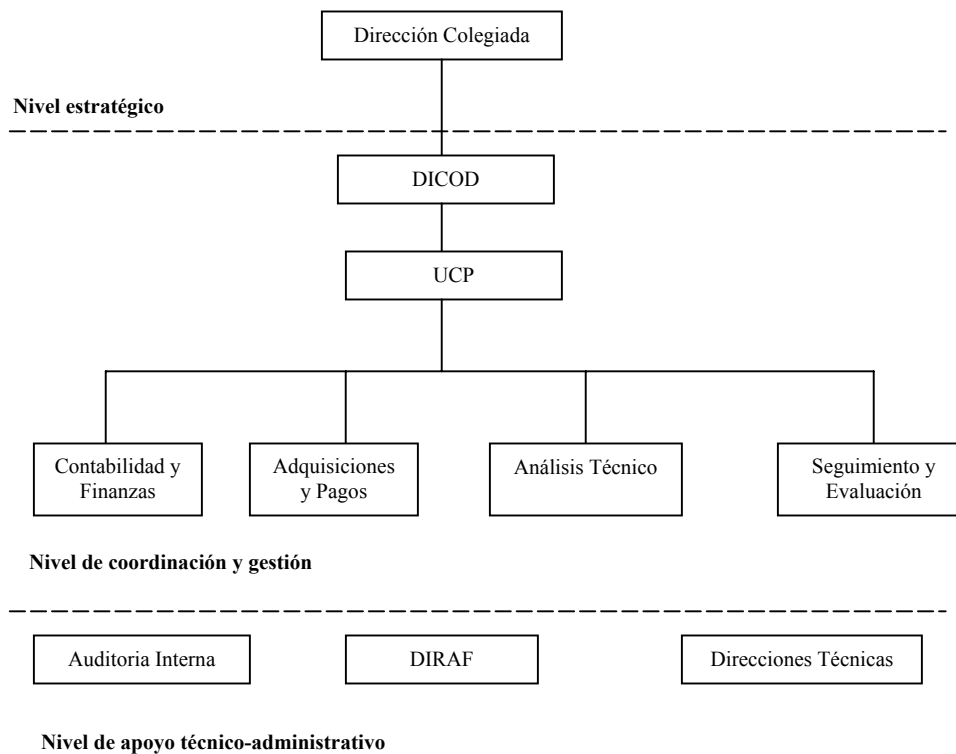 Dirección Colegiada
Nivel estratégico
DICOD
UCP
Contabilidad y
Finanzas
Adquisiciones
y Pagos
Análisis Técnico
Seguimiento y
Evaluación
Nivel de coordinación y gestión
Auditoria Interna
DIRAF
Direcciones Técnicas
Nivel de apoyo técnico-administrativo